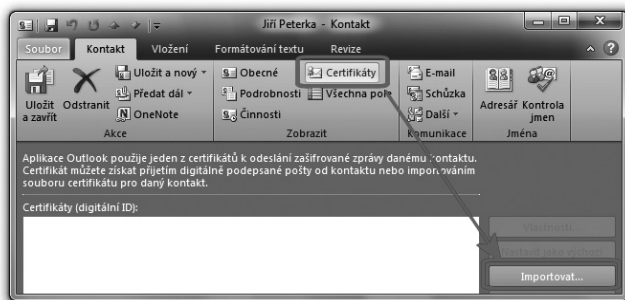 Jiří Peterka - Kontakt
Soubor Kontakt Vložení Formátování textu Revize
Uložit a zavřít
Odstranit
Uložit a nový
Předat dál
OneNote
Akce
Obecné
Podrobnosti
Činnosti
Certifikáty
Všechna pole
Zobrazit
E-mail
Schůzka
Další
Komunikace
Adresář
Kontrola jmen
Jména
Aplikace Outlook použije jeden z certifikátů k odeslání zašifrované zprávy danému kontaktu.
Certifikát můžete získat přijetím digitálně podepsané pošty od kontaktu nebo importováním
souboru certifikátu pro daný kontakt.
Certifikáty (digitální ID):
Vlastnosti...
Nastavit jako výchozí
Importovat...